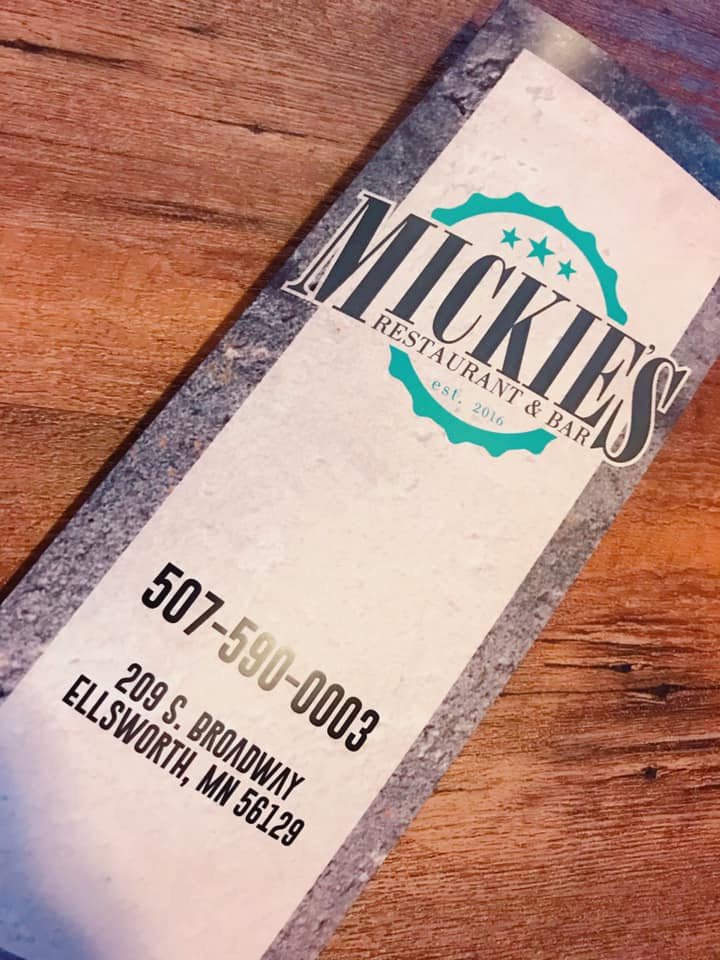 MICKIE'S
RESTAURANT & BAR
est. 2016
507-590-0003
209 S. BROADWAY
ELLSWORTH, MN 56129